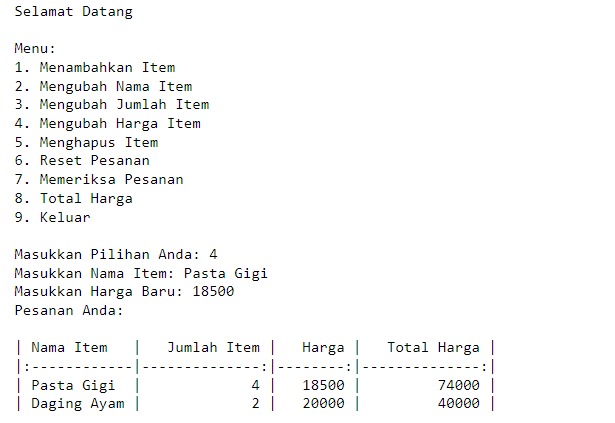 Selamat Datang
Menu:
1. Menambahkan Item
2. Mengubah Nama Item
3. Mengubah Jumlah Item
4. Mengubah Harga Item
5. Menghapus Item
6. Reset Pesanan
7. Memeriksa Pesanan
8. Total Harga
9. Keluar
Masukkan Pilihan Anda: 4
Masukkan Nama Item: Pasta Gigi
Masukkan Harga Baru: 18500
Pesanan Anda:
| Nama Item   |   Jumlah Item |   Harga |   Total Harga |
|:------------|--------------:|--------:|--------------:|
| Pasta Gigi  |             4 |   18500 |         74000 |
| Daging Ayam |             2 |   20000 |         40000 |